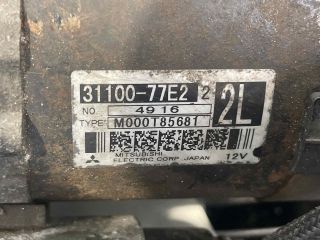 31100-77E2 2 2L
NO. 4916
TYPE: M000T85681
MITSUBISHI
ELECTRIC CORP. JAPAN 12V